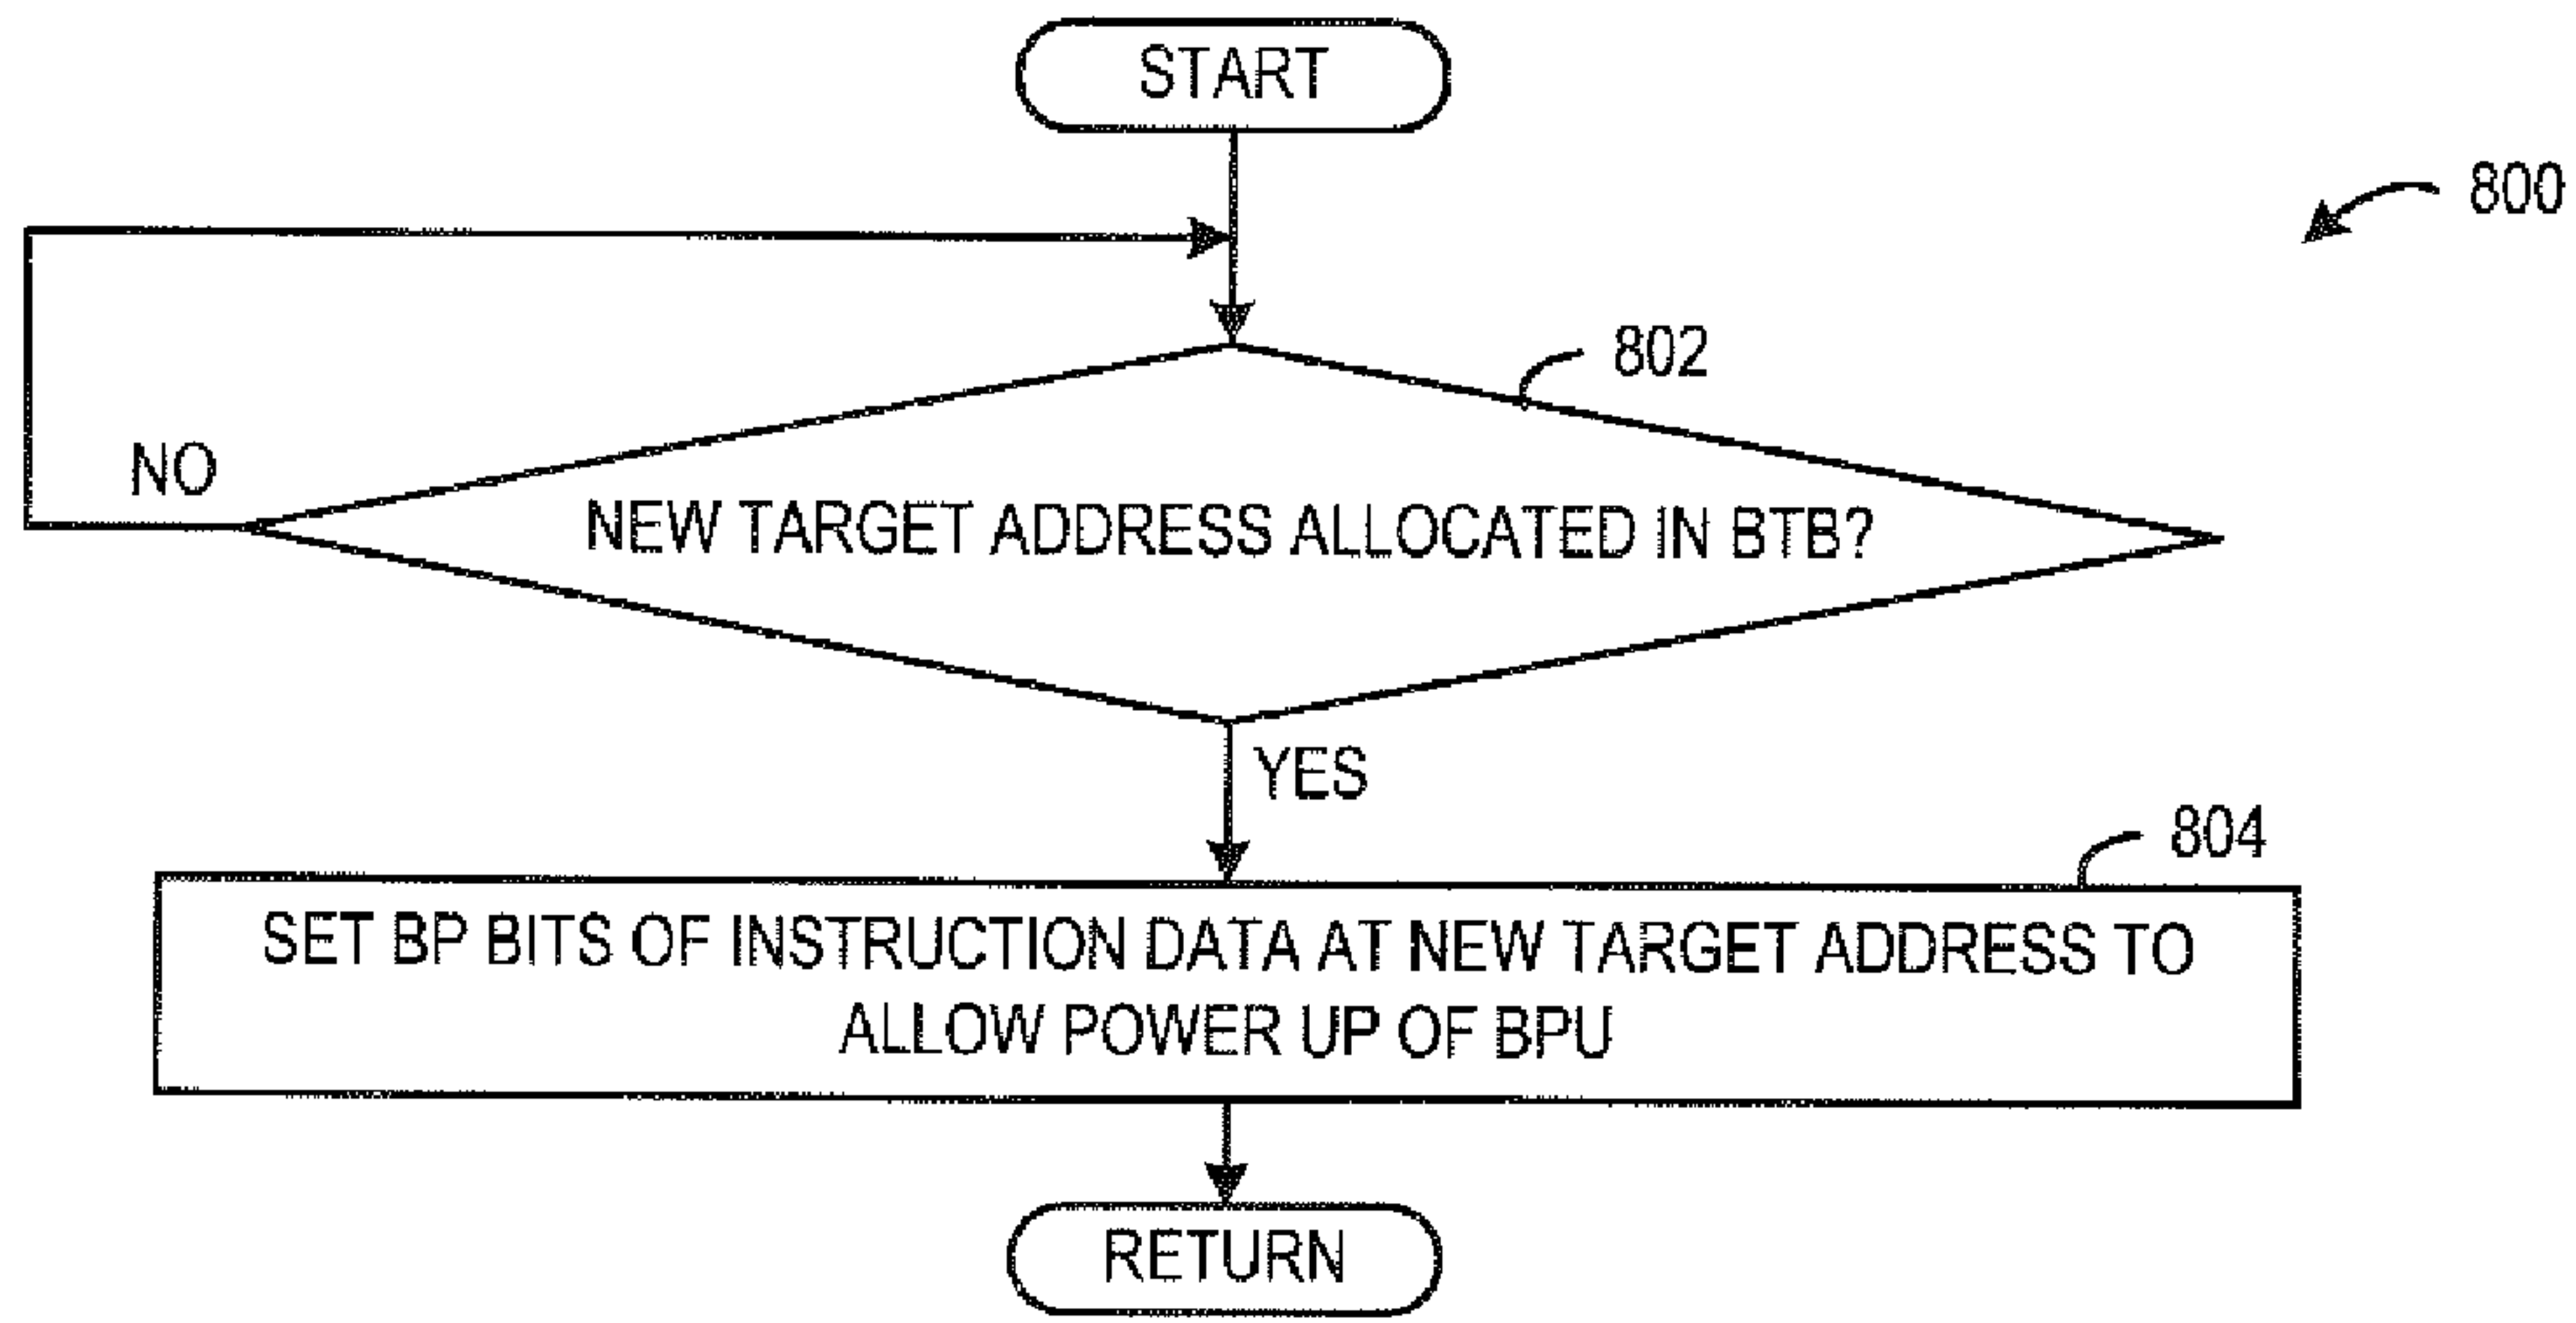 START
800
802
NO
NEW TARGET ADDRESS ALLOCATED IN BTB?
YES
804
SET BP BITS OF INSTRUCTION DATA AT NEW TARGET ADDRESS TO
ALLOW POWER UP OF BPU
RETURN